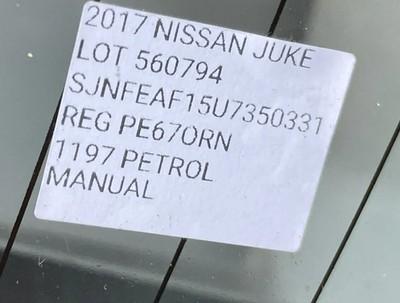 2017 NISSAN JUKE
LOT 560794
SJNFEAF15U7350331
REG PE67ORN
1197 PETROL
MANUAL